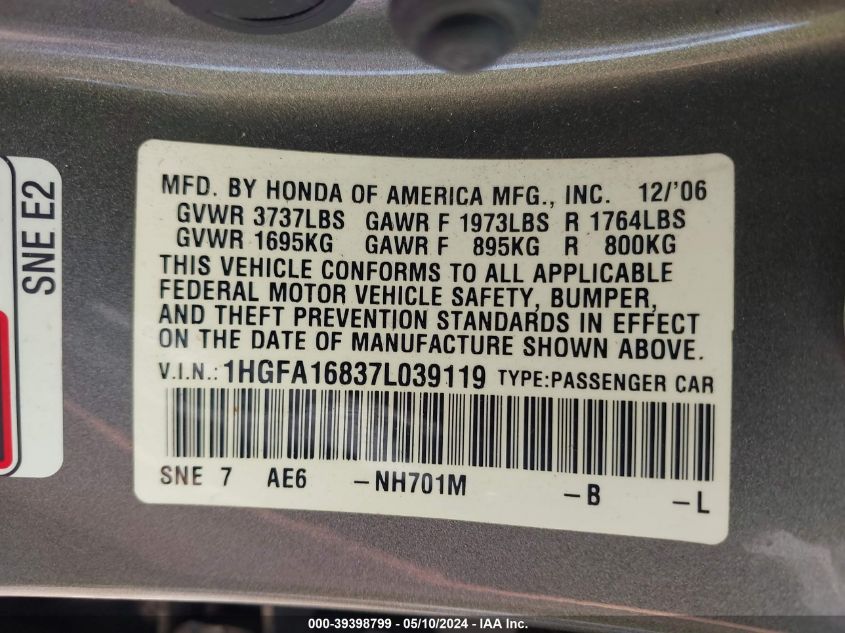 SNE E2
MFD. BY HONDA OF AMERICA MFG., INC. 12/'06
GVWR 3737LBS GAWR F 1973LBS R 1764LBS
GVWR 1695KG GAWR F 895KG R 800KG
THIS VEHICLE CONFORMS TO ALL APPLICABLE
FEDERAL MOTOR VEHICLE SAFETY, BUMPER,
AND THEFT PREVENTION STANDARDS IN EFFECT
ON THE DATE OF MANUFACTURE SHOWN ABOVE.
V.I.N.: 1HGFA16837L039119 TYPE:PASSENGER CAR
SNE 7 AE6 -NH701M -B -L
000-39398799 - 05/10/2024 - IAA Inc.